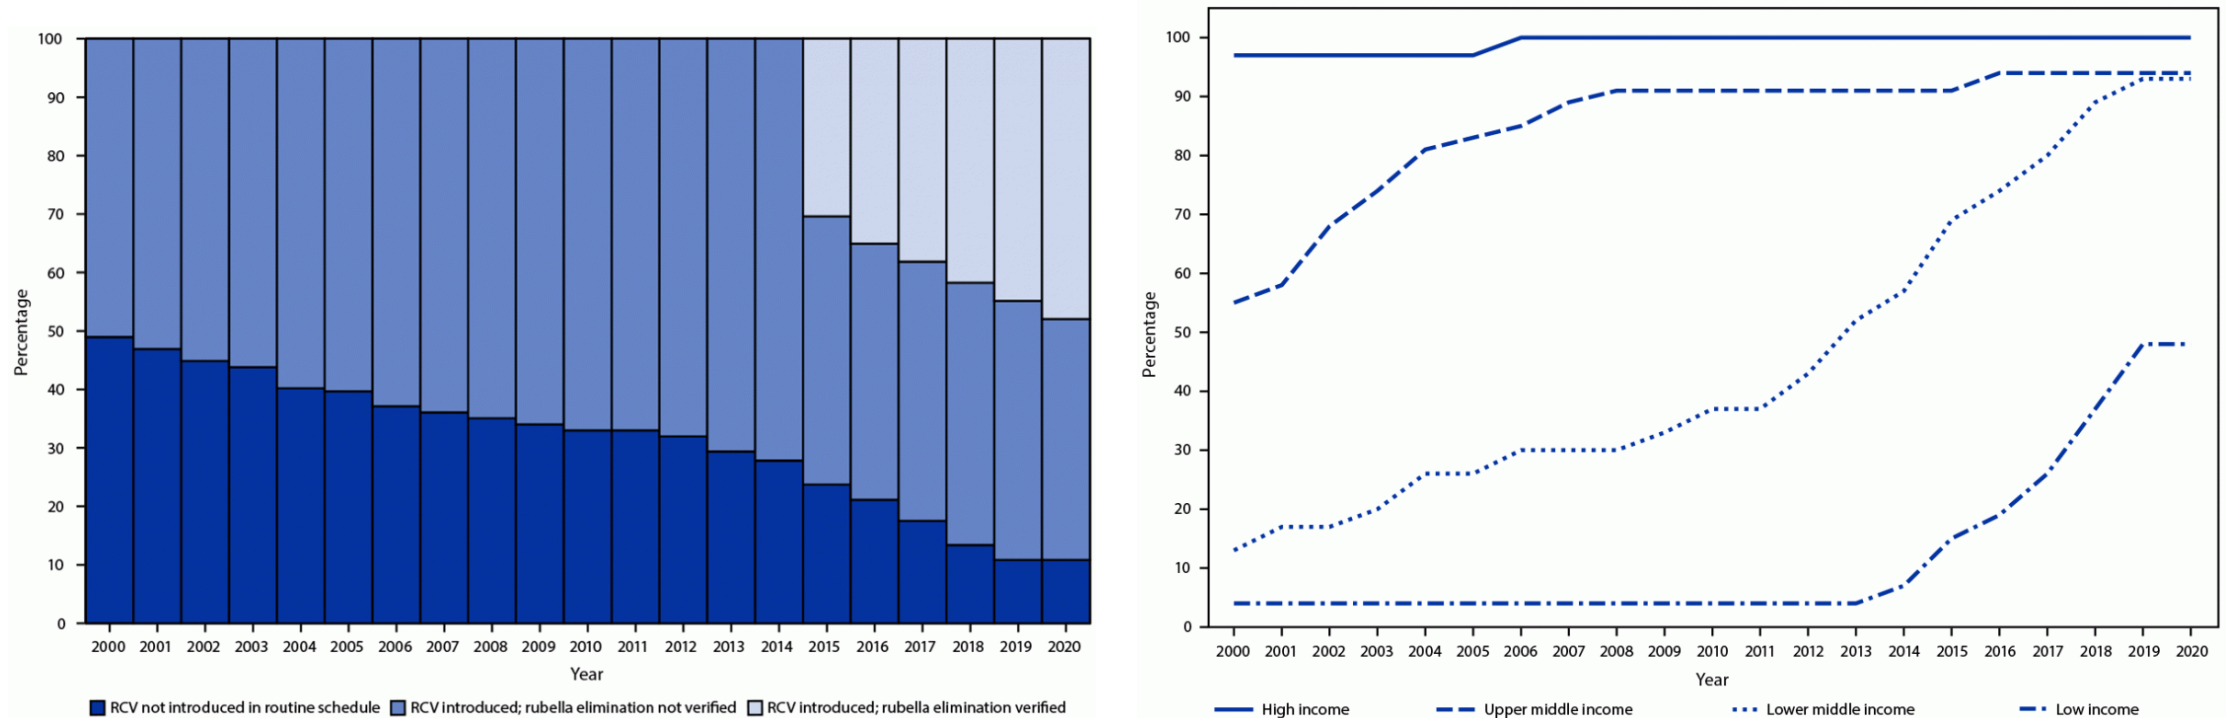 100
90
80
70
60
50
40
30
20
10
0
Percentage
2000 2001 2002 2003 2004 2005 2006 2007 2008 2009 2010 2011 2012 2013 2014 2015 2016 2017 2018 2019 2020
Year
RCV not introduced in routine schedule RCV introduced; rubella elimination not verified RCV introduced; rubella elimination verified
100
90
80
70
60
50
40
30
20
10
0
Percentage
2000 2001 2002 2003 2004 2005 2006 2007 2008 2009 2010 2011 2012 2013 2014 2015 2016 2017 2018 2019 2020
Year
High income Upper middle income Lower middle income Low income